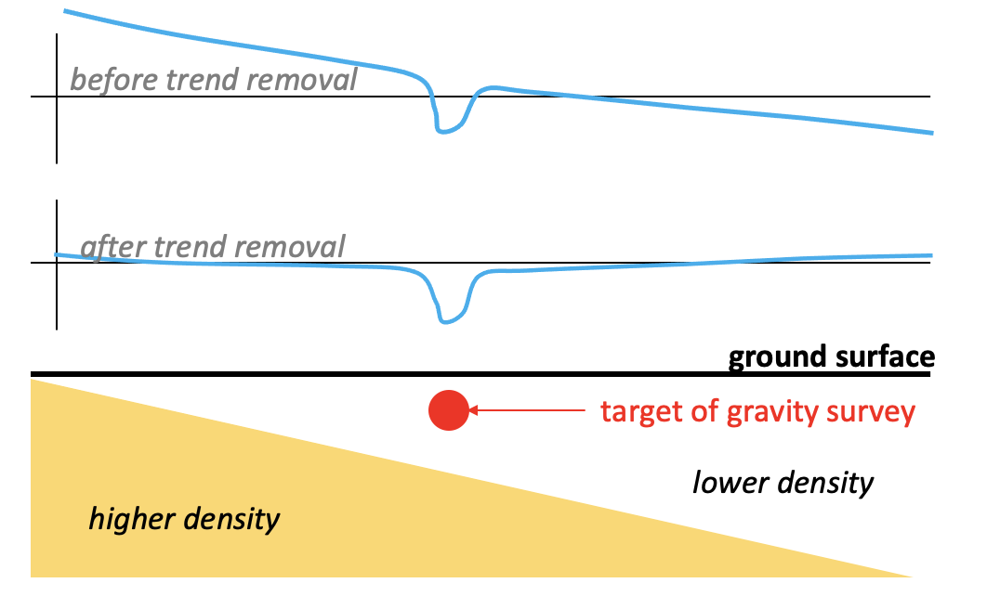 before trend removal
after trend removal
ground surface
target of gravity survey
lower density
higher density